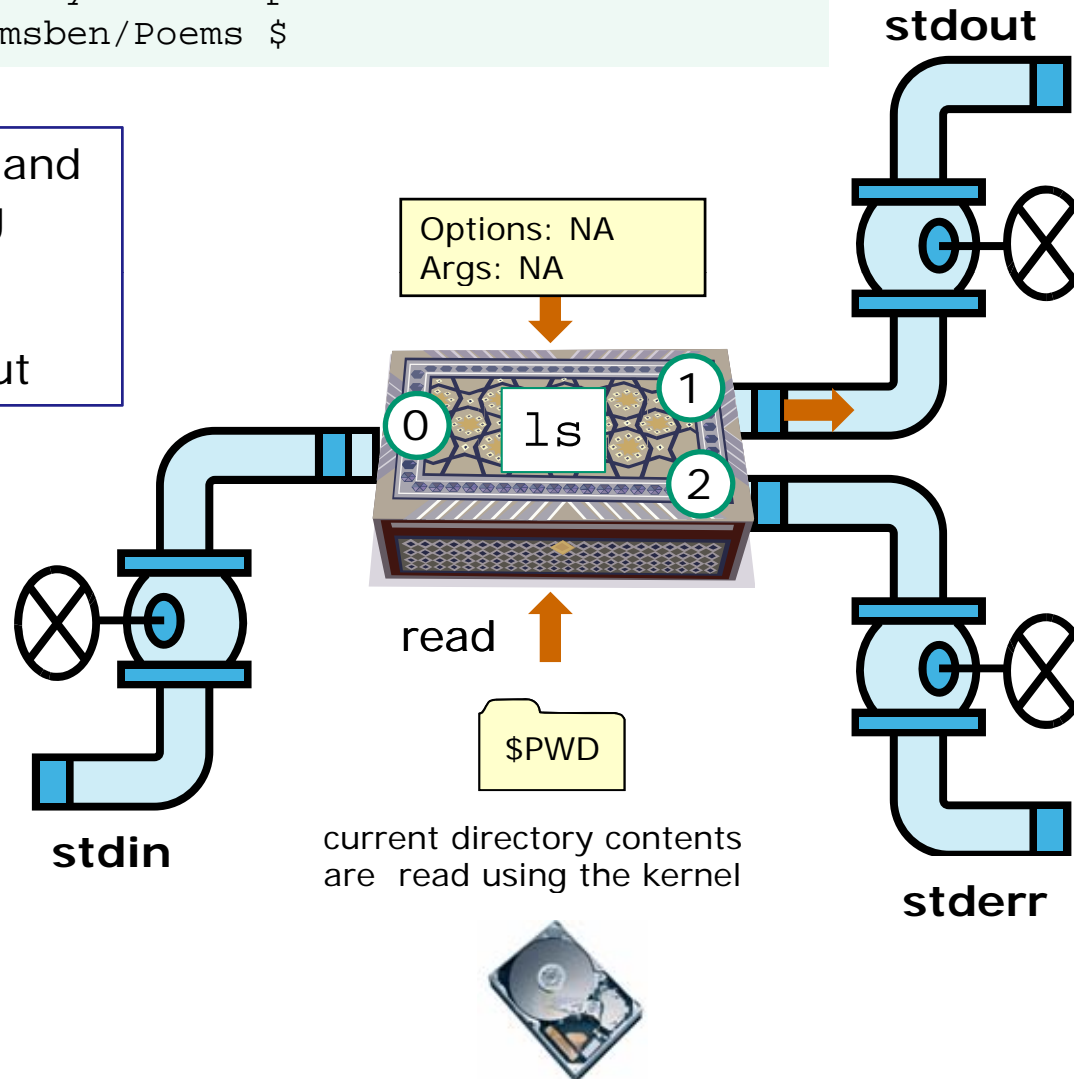 msben/Poems $
stdout
and
ut
Options: NA
Args: NA
0
ls
1
2
read
$PWD
stdin
current directory contents
are read using the kernel
stderr